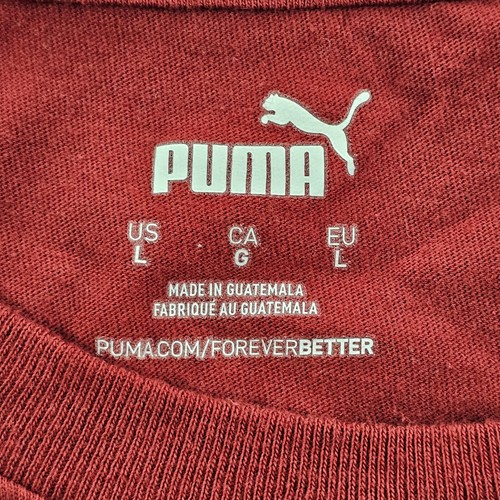 PUMA
US CA EU
L G L
MADE IN GUATEMALA
FABRIQUÉ AU GUATEMALA
PUMA.COM/FOREVERBETTER